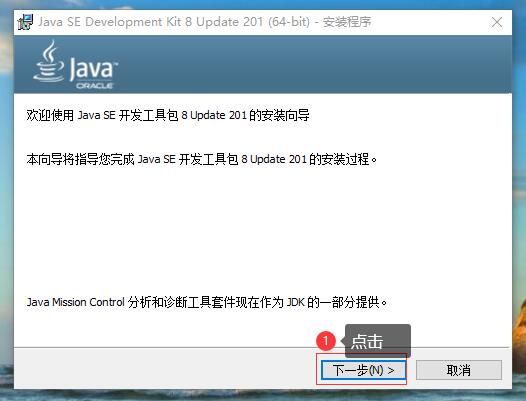 Java SE Development Kit 8 Update 201 (64-bit) - 安装程序
Java™
ORACLE
欢迎使用 Java SE 开发工具包 8 Update 201 的安装向导
本向导将指导您完成 Java SE 开发工具包 8 Update 201 的安装过程。
Java Mission Control 分析和诊断工具套件现在作为 JDK 的一部分提供。
1 点击
下一步(N) > 取消